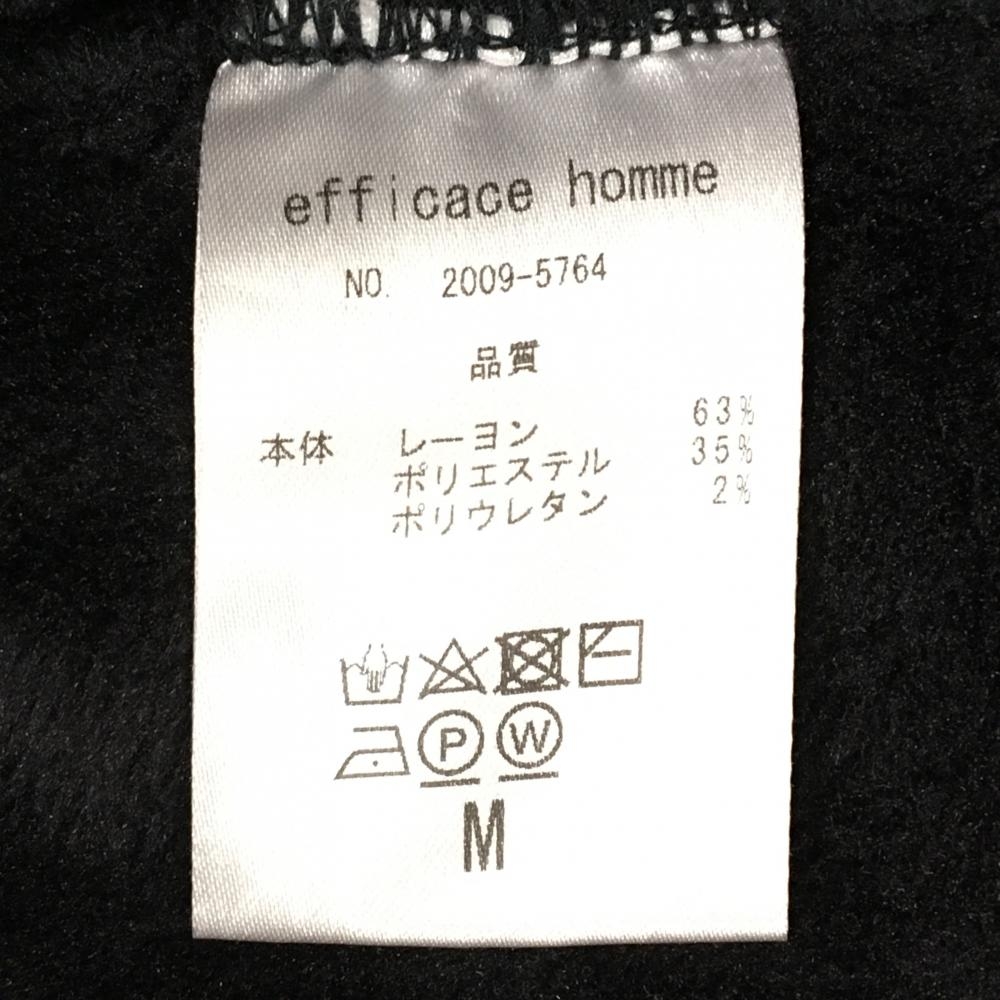 efficace homme
NO. 2009-5764
品質
本体 レーヨン 63%
ポリエステル 35%
ポリウレタン 2%
P W
M